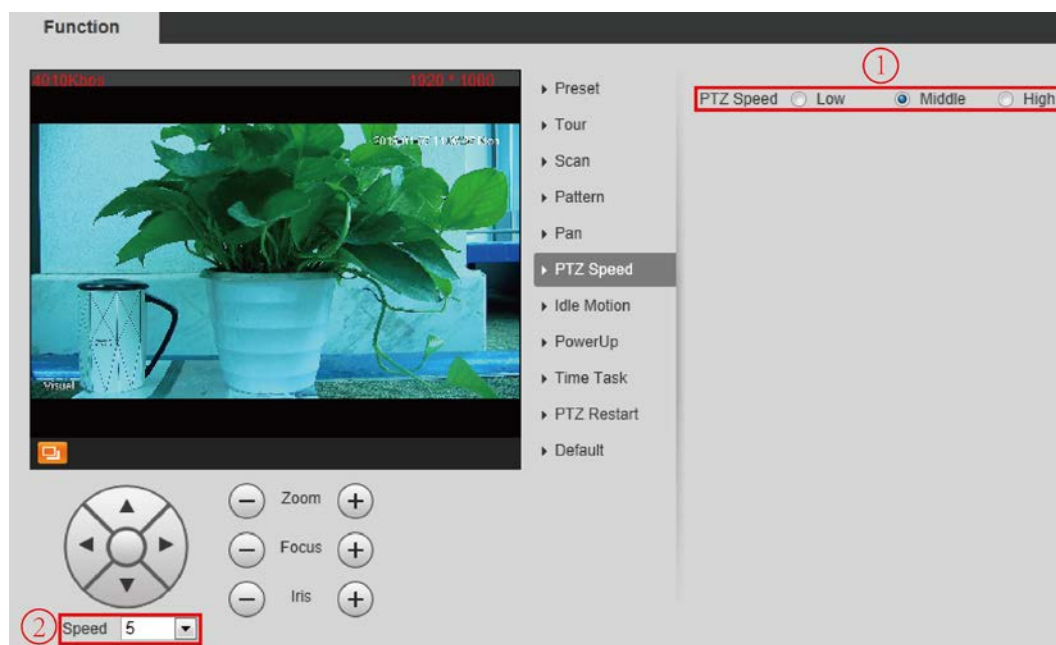 Function
4010Kbps 1920 * 1080
Visual
Preset
Tour
Scan
Pattern
Pan
PTZ Speed
Idle Motion
PowerUp
Time Task
PTZ Restart
Default
① 
PTZ Speed Low Middle High
Zoom
Focus
Iris
② Speed 5